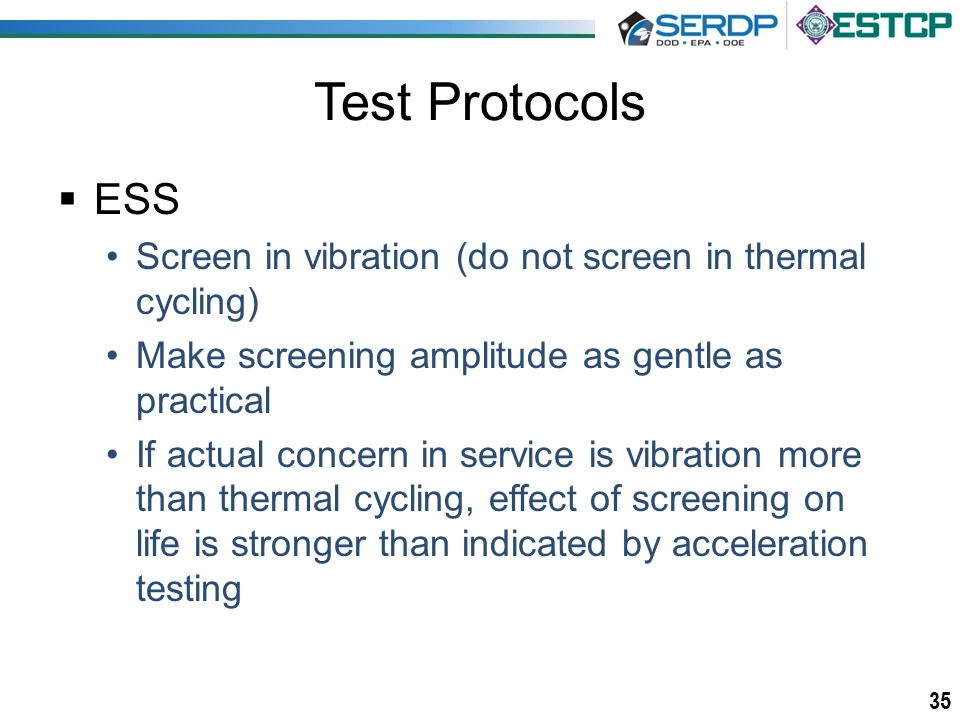 SERDP
DOD • EPA • DOE
ESTCP
Test Protocols
▪ ESS
• Screen in vibration (do not screen in thermal
cycling)
• Make screening amplitude as gentle as
practical
• If actual concern in service is vibration more
than thermal cycling, effect of screening on
life is stronger than indicated by acceleration
testing
35